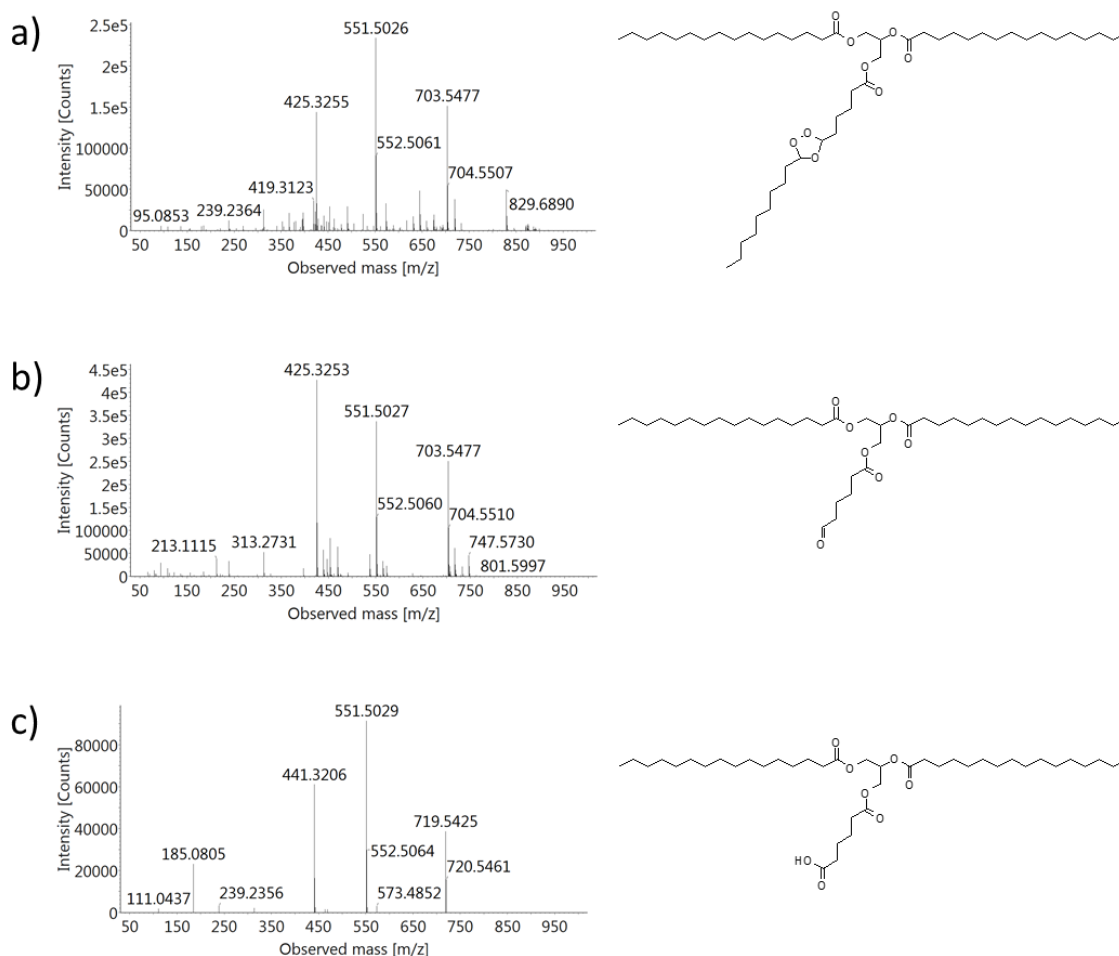 a)
Intensity [Counts]
2.5e5
2e5
1.5e5
100000
50000
0
551.5026
425.3255
703.5477
552.5061
704.5507
419.3123
239.2364
95.0853
829.6890
50 150 250 350 450 550 650 750 850 950
Observed mass [m/z]
O
O
O
O
O
O
O
O
O
b)
Intensity [Counts]
4.5e5
4e5
3.5e5
3e5
2.5e5
2e5
1.5e5
100000
50000
0
425.3253
551.5027
703.5477
552.5060
704.5510
213.1115
313.2731
747.5730
801.5997
50 150 250 350 450 550 650 750 850 950
Observed mass [m/z]
O
O
O
O
O
O
O
c)
Intensity [Counts]
80000
60000
40000
20000
0
551.5029
441.3206
719.5425
552.5064
720.5461
185.0805
111.0437
239.2356
573.4852
50 150 250 350 450 550 650 750 850 950
Observed mass [m/z]
O
O
O
O
O
O
HO
O